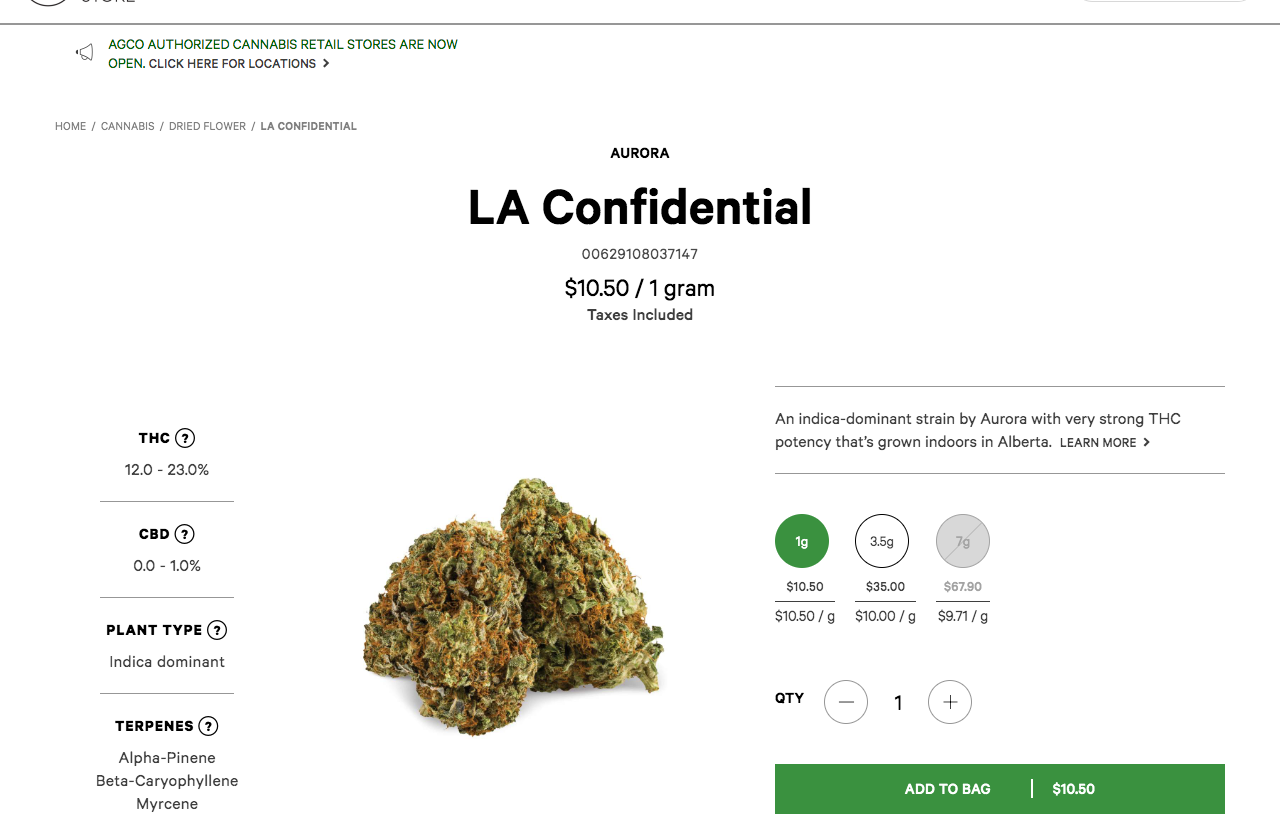 AGCO AUTHORIZED CANNABIS RETAIL STORES ARE NOW
OPEN. CLICK HERE FOR LOCATIONS >
HOME / CANNABIS / DRIED FLOWER / LA CONFIDENTIAL
AURORA
LA Confidential
00629108037147
$10.50 / 1 gram
Taxes Included
THC ?
12.0 - 23.0%
CBD ?
0.0 - 1.0%
PLANT TYPE ?
Indica dominant
TERPENES ?
Alpha-Pinene
Beta-Caryophyllene
Myrcene
An indica-dominant strain by Aurora with very strong THC
potency that's grown indoors in Alberta. LEARN MORE >
1g 3.5g 7g
$10.50 $35.00 $67.90
$10.50 / g $10.00 / g $9.71 / g
QTY 1
ADD TO BAG | $10.50